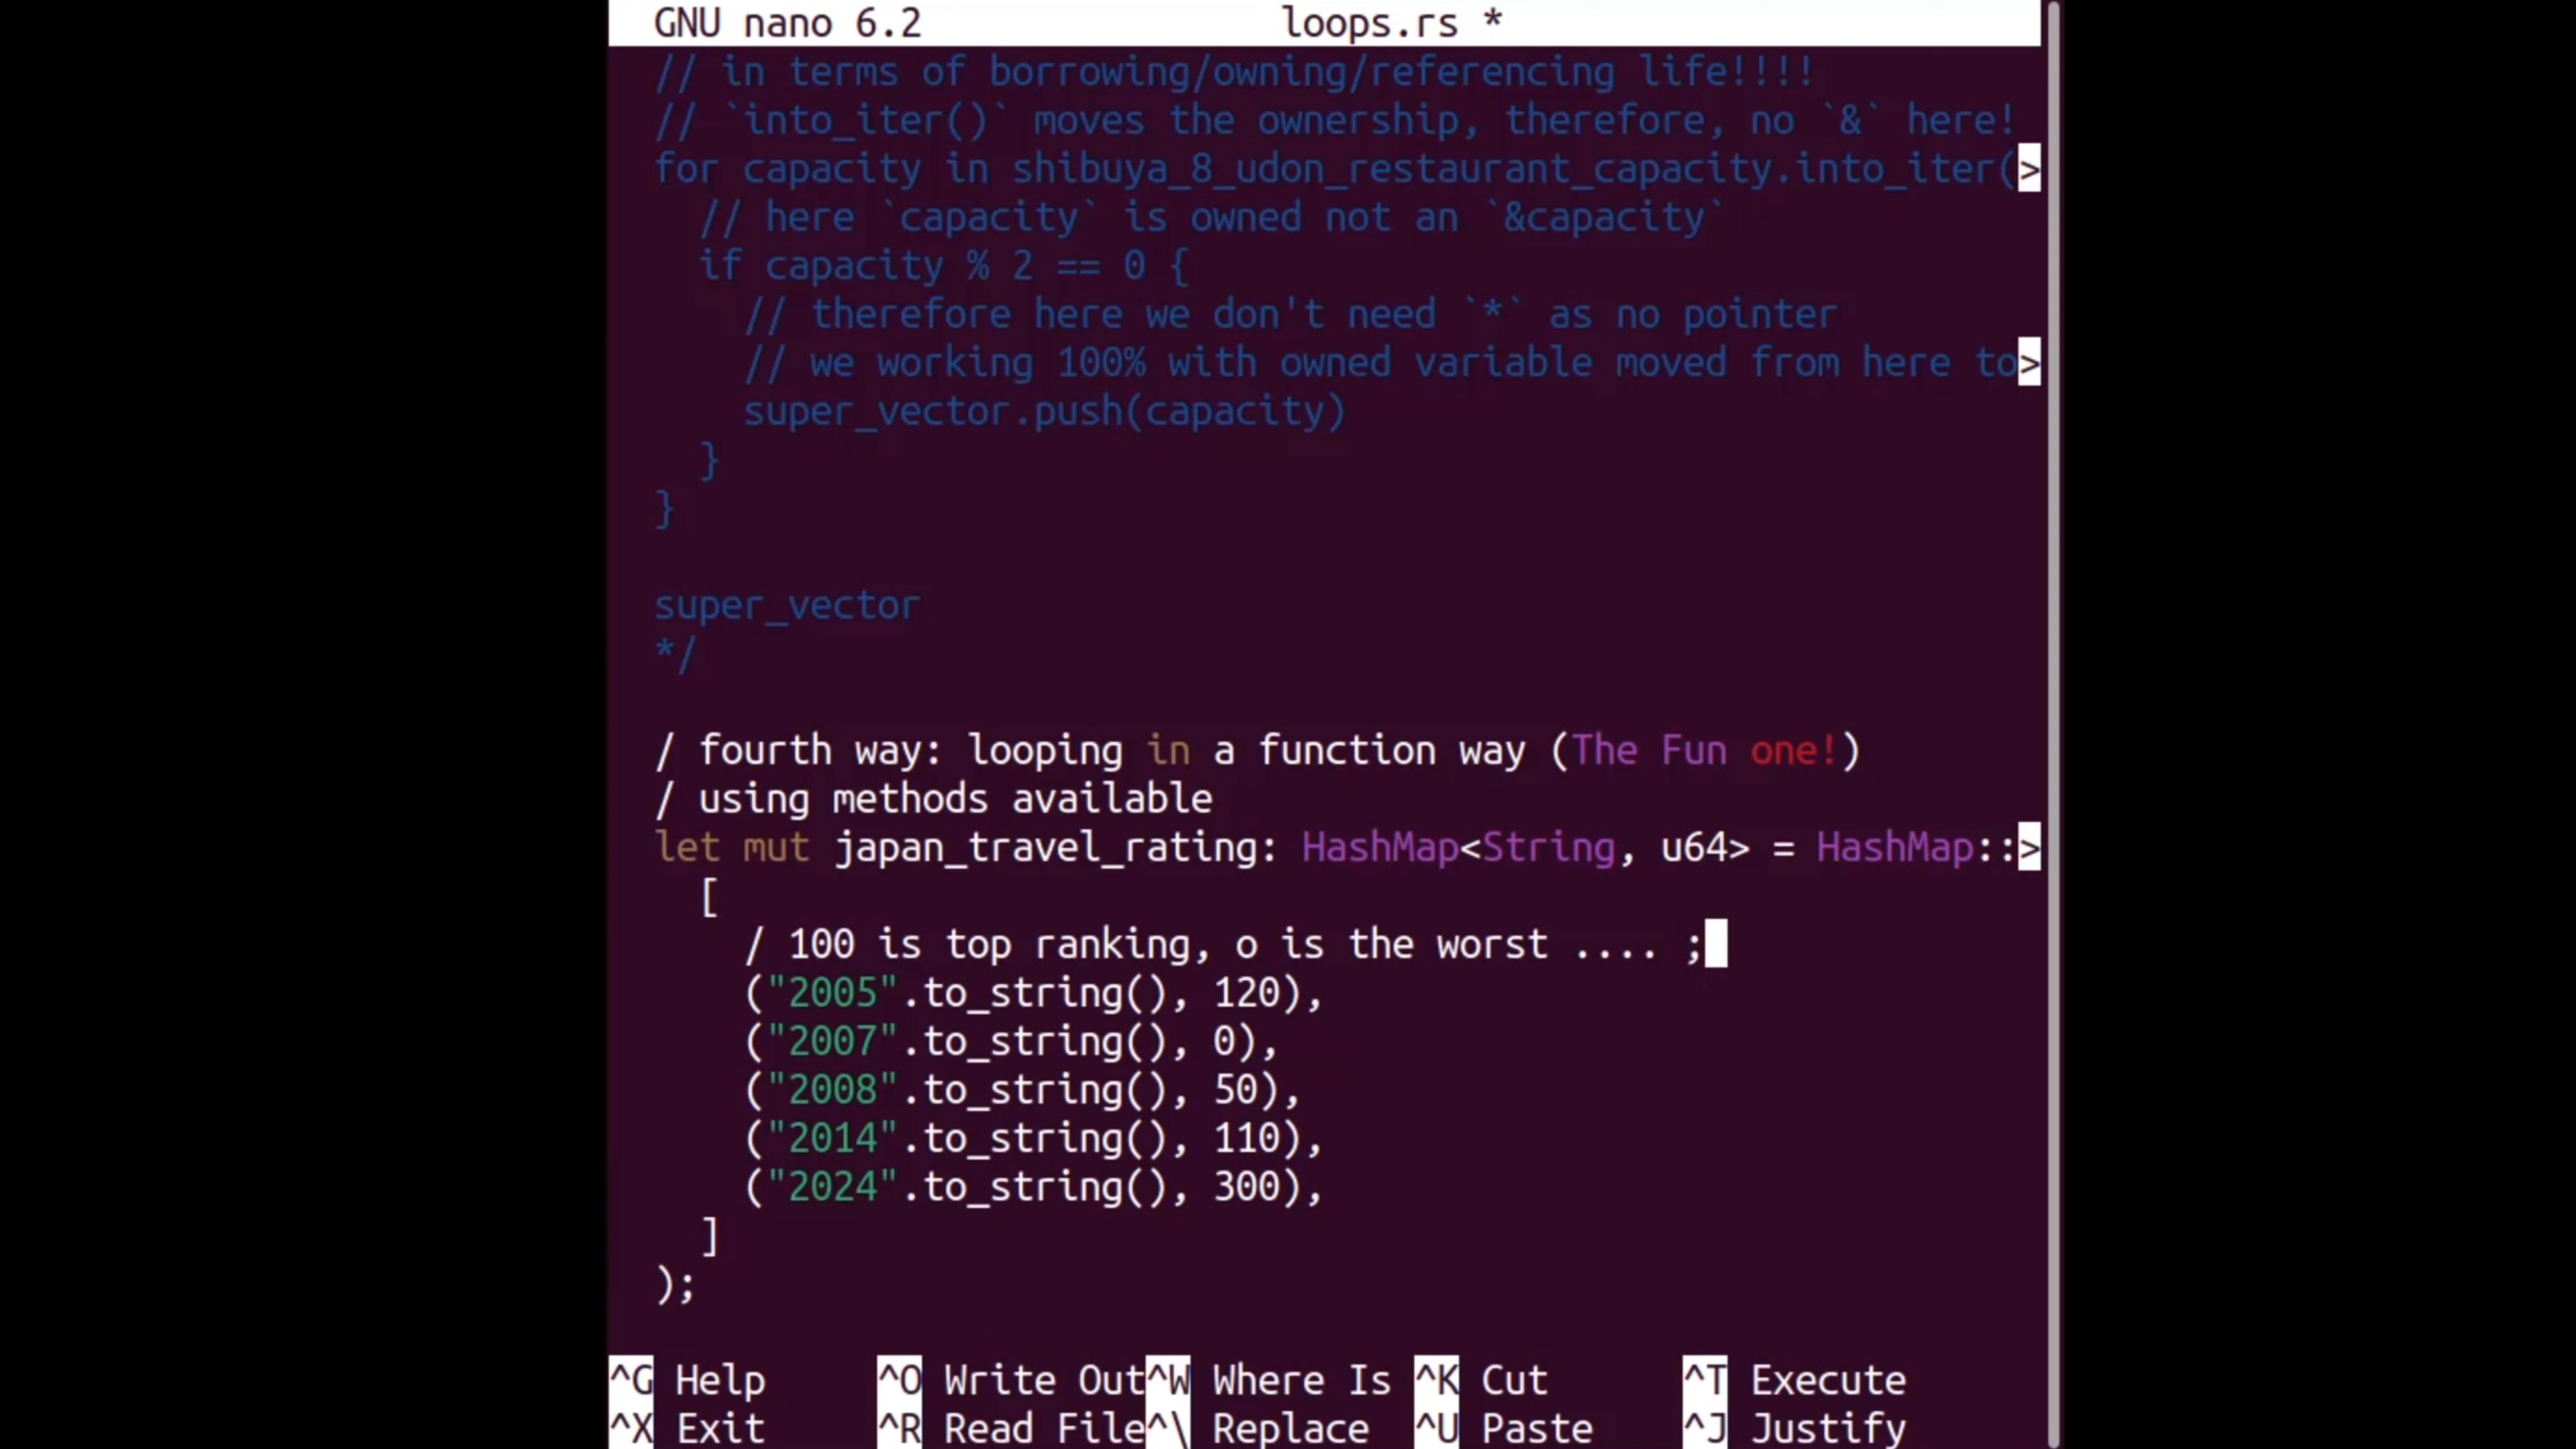 GNU nano 6.2 loops.rs *
// in terms of borrowing/owning/referencing life!!!!
// `into_iter()` moves the ownership, therefore, no `&` here!
for capacity in shibuya_8_udon_restaurant_capacity.into_iter(>
// here `capacity` is owned not an `&capacity`
if capacity % 2 == 0 {
// therefore here we don't need `*` as no pointer
// we working 100% with owned variable moved from here to>
super_vector.push(capacity)
}
}
super_vector
*/
/ fourth way: looping in a function way (The Fun one!)
/ using methods available
let mut japan_travel_rating: HashMap<String, u64> = HashMap::>
[
/ 100 is top ranking, o is the worst .... ;
("2005".to_string(), 120),
("2007".to_string(), 0),
("2008".to_string(), 50),
("2014".to_string(), 110),
("2024".to_string(), 300),
]
);
^G Help ^O Write Out ^W Where Is ^K Cut ^T Execute
^X Exit ^R Read File ^\ Replace ^U Paste ^J Justify